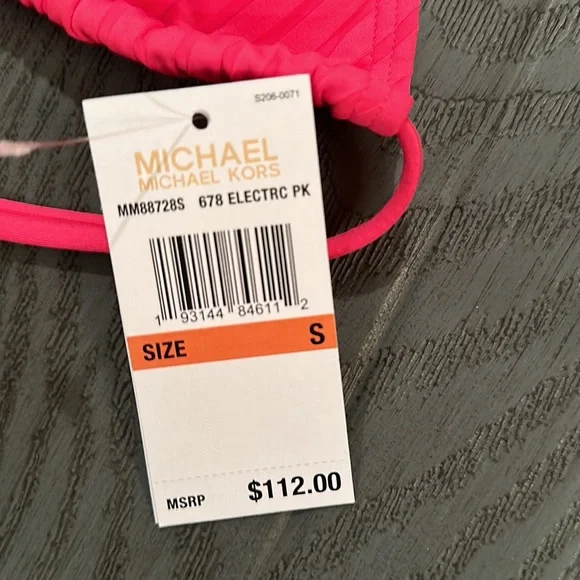 S206-0071
MICHAEL
MICHAEL KORS
MM88728S 678 ELECTRC PK
1 93144 84611 2
SIZE S
MSRP $112.00